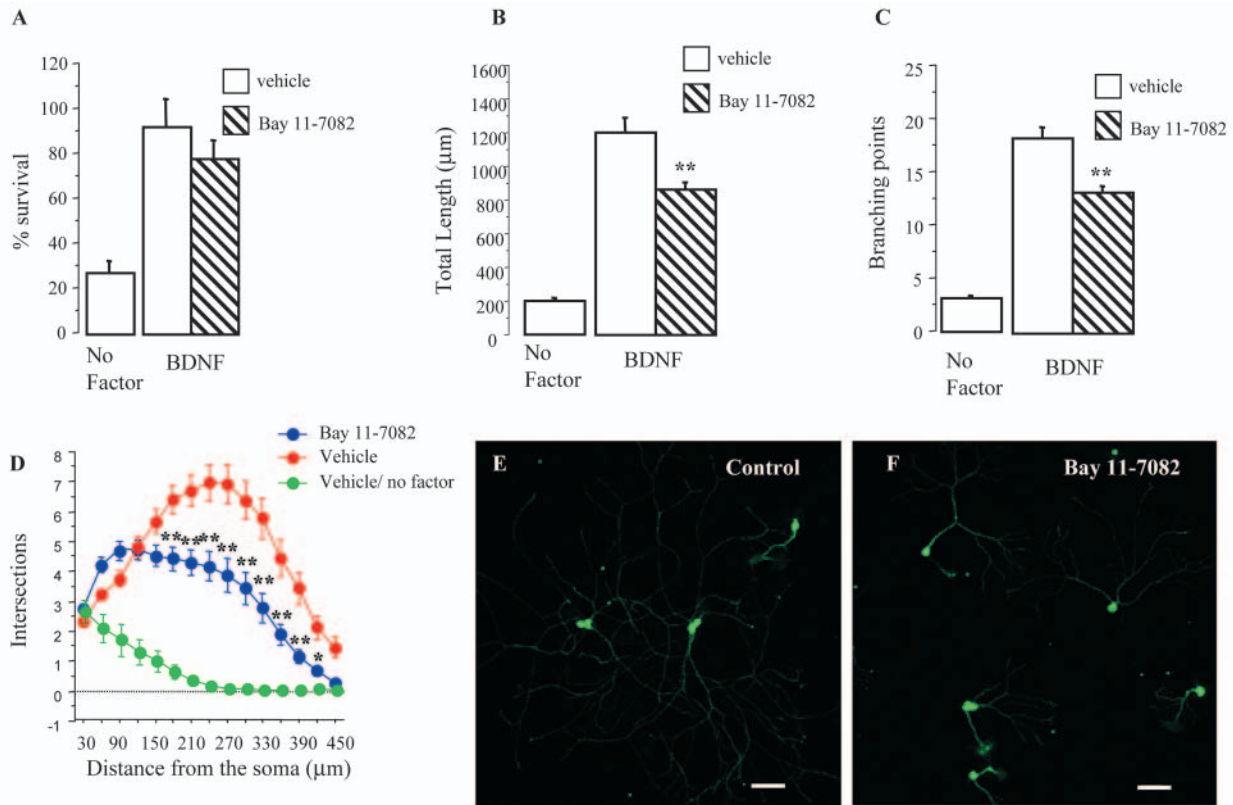 A
120
100
80
60
40
20
0
% survival
vehicle
Bay 11-7082
No
Factor
BDNF
B
1600
1400
1200
1000
800
600
400
200
0
Total Length (μm)
vehicle
Bay 11-7082
**
No
Factor
BDNF
C
25
20
15
10
5
0
Branching points
vehicle
Bay 11-7082
**
No
Factor
BDNF
D
Bay 11-7082
Vehicle
Vehicle/ no factor
8
7
6
5
4
3
2
1
0
-1
Intersections
** ** ** ** ** ** ** ** *
30 90 150 210 270 330 390 450
Distance from the soma (μm)
E
Control
F
Bay 11-7082